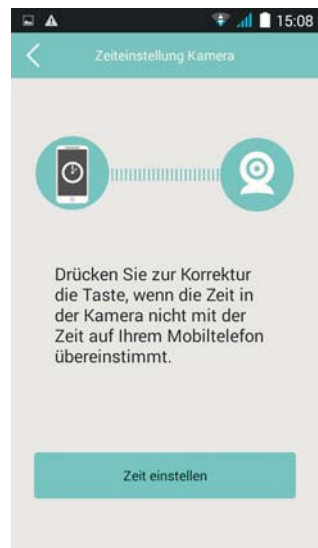 15:08
Zeiteinstellung Kamera
Drücken Sie zur Korrektur
die Taste, wenn die Zeit in
der Kamera nicht mit der
Zeit auf Ihrem Mobiltelefon
übereinstimmt.
Zeit einstellen